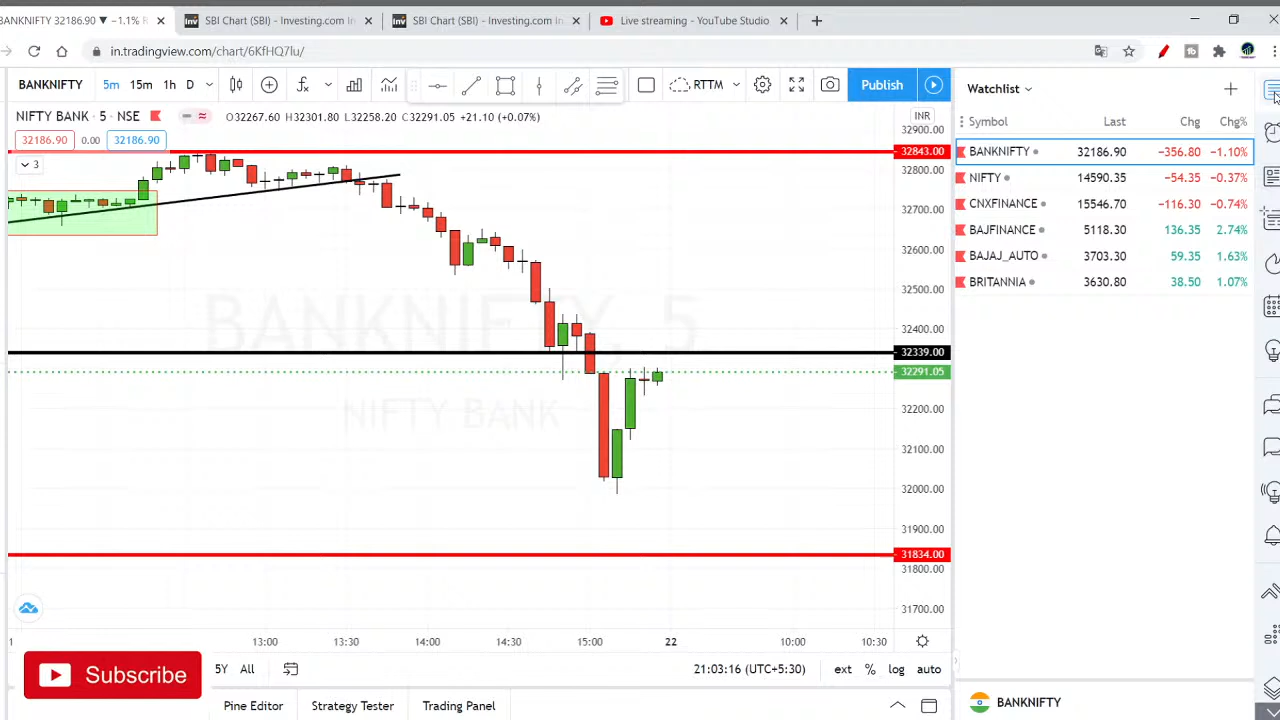 BANKNIFTY 32186.90 ▼ −1.1% R
SBI Chart (SBI) - Investing.com In
SBI Chart (SBI) - Investing.com In
Live streaming - YouTube Studio
in.tradingview.com/chart/6KfHQ7lu/
BANKNIFTY 5m 15m 1h D RTTM Publish
NIFTY BANK · 5 · NSE O32267.60 H32301.80 L32258.20 C32291.05 +21.10 (+0.07%)
32186.90 0.00 32186.90
3
BANKNIFTY, 5
NIFTY BANK
INR
32900.00
32843.00
32800.00
32700.00
32600.00
32500.00
32400.00
32339.00
32291.05
32200.00
32100.00
32000.00
31900.00
31834.00
31800.00
31700.00
13:00 13:30 14:00 14:30 15:00 22 10:00 10:30
Subscribe
5Y All 21:03:16 (UTC+5:30) ext % log auto
Pine Editor Strategy Tester Trading Panel
Watchlist
Symbol Last Chg Chg%
BANKNIFTY 32186.90 −356.80 −1.10%
NIFTY 14590.35 −54.35 −0.37%
CNXFINANCE 15546.70 −116.30 −0.74%
BAJFINANCE 5118.30 136.35 2.74%
BAJAJ_AUTO 3703.30 59.35 1.63%
BRITANNIA 3630.80 38.50 1.07%
BANKNIFTY